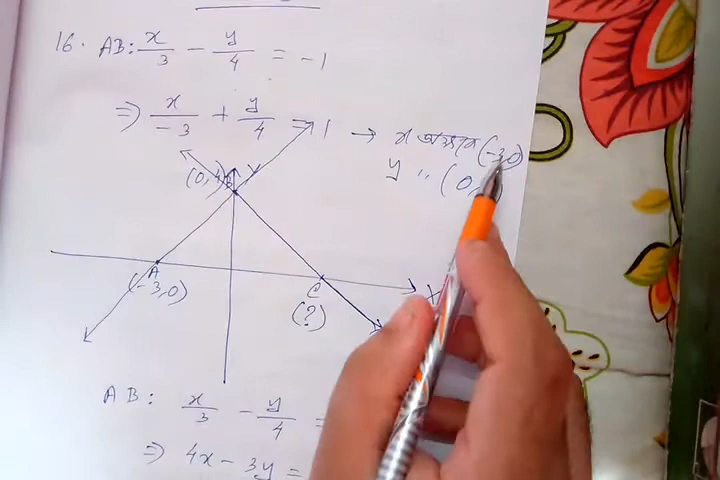 16. AB: x/3 - y/4 = -1
⇒ x/-3 + y/4 = 1 → x অক্ষকে (-3,0)
y " (0,
(0,4) B Y
A
(-3,0)
C
(?)
X
AB: x/3 - y/4 =
⇒ 4x - 3y =